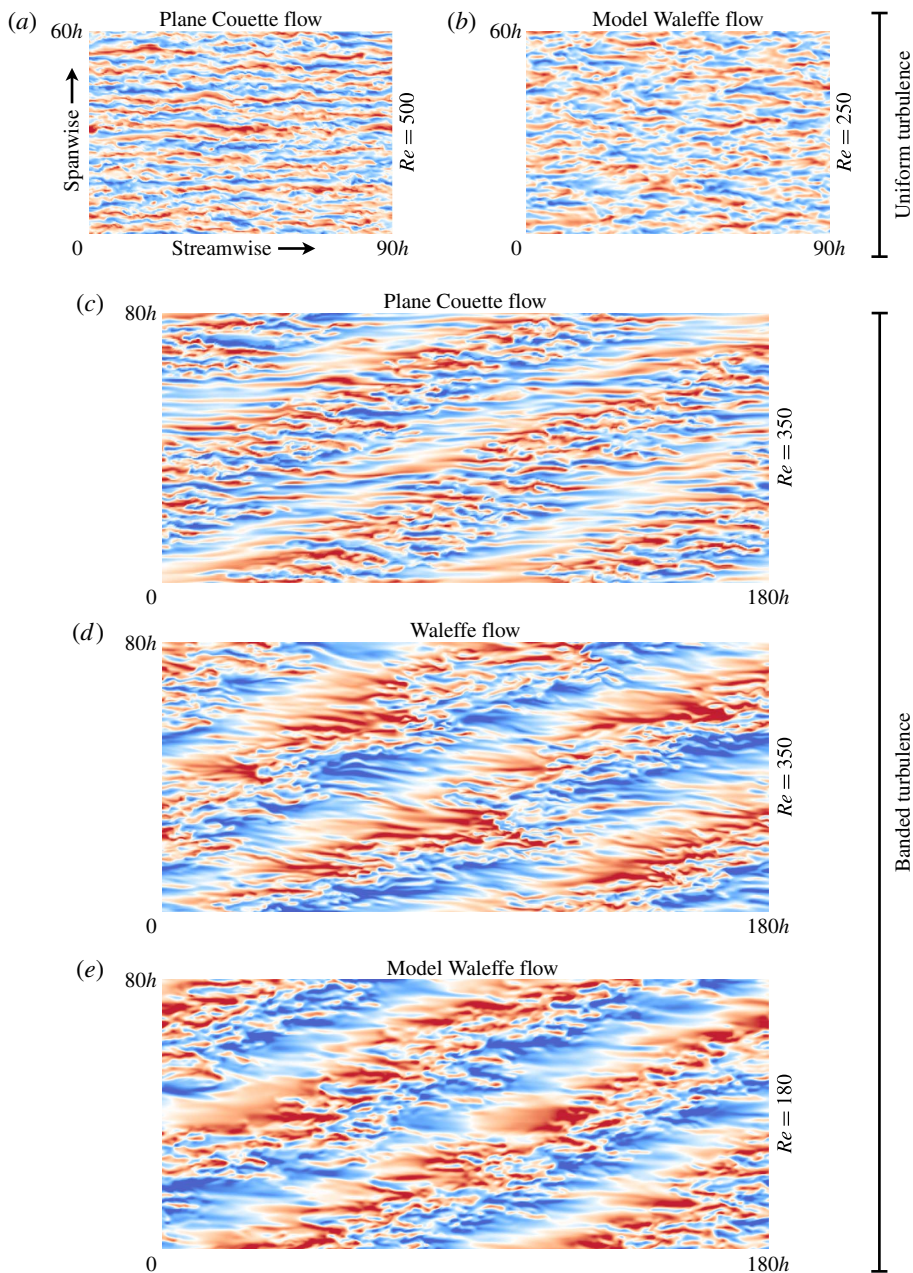 (a) Plane Couette flow
60h
Spanwise
Re = 500
0 Streamwise 90h
(b) Model Waleffe flow
60h
Re = 250
0 90h
Uniform turbulence
(c) Plane Couette flow
80h
Re = 350
0 180h
(d) Waleffe flow
80h
Re = 350
0 180h
(e) Model Waleffe flow
80h
Re = 180
0 180h
Banded turbulence